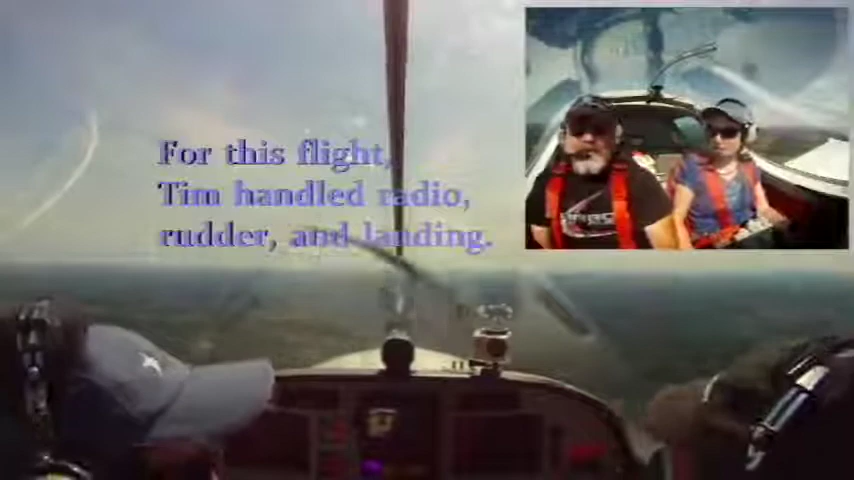 For this flight,
Tim handled radio,
rudder, and landing.